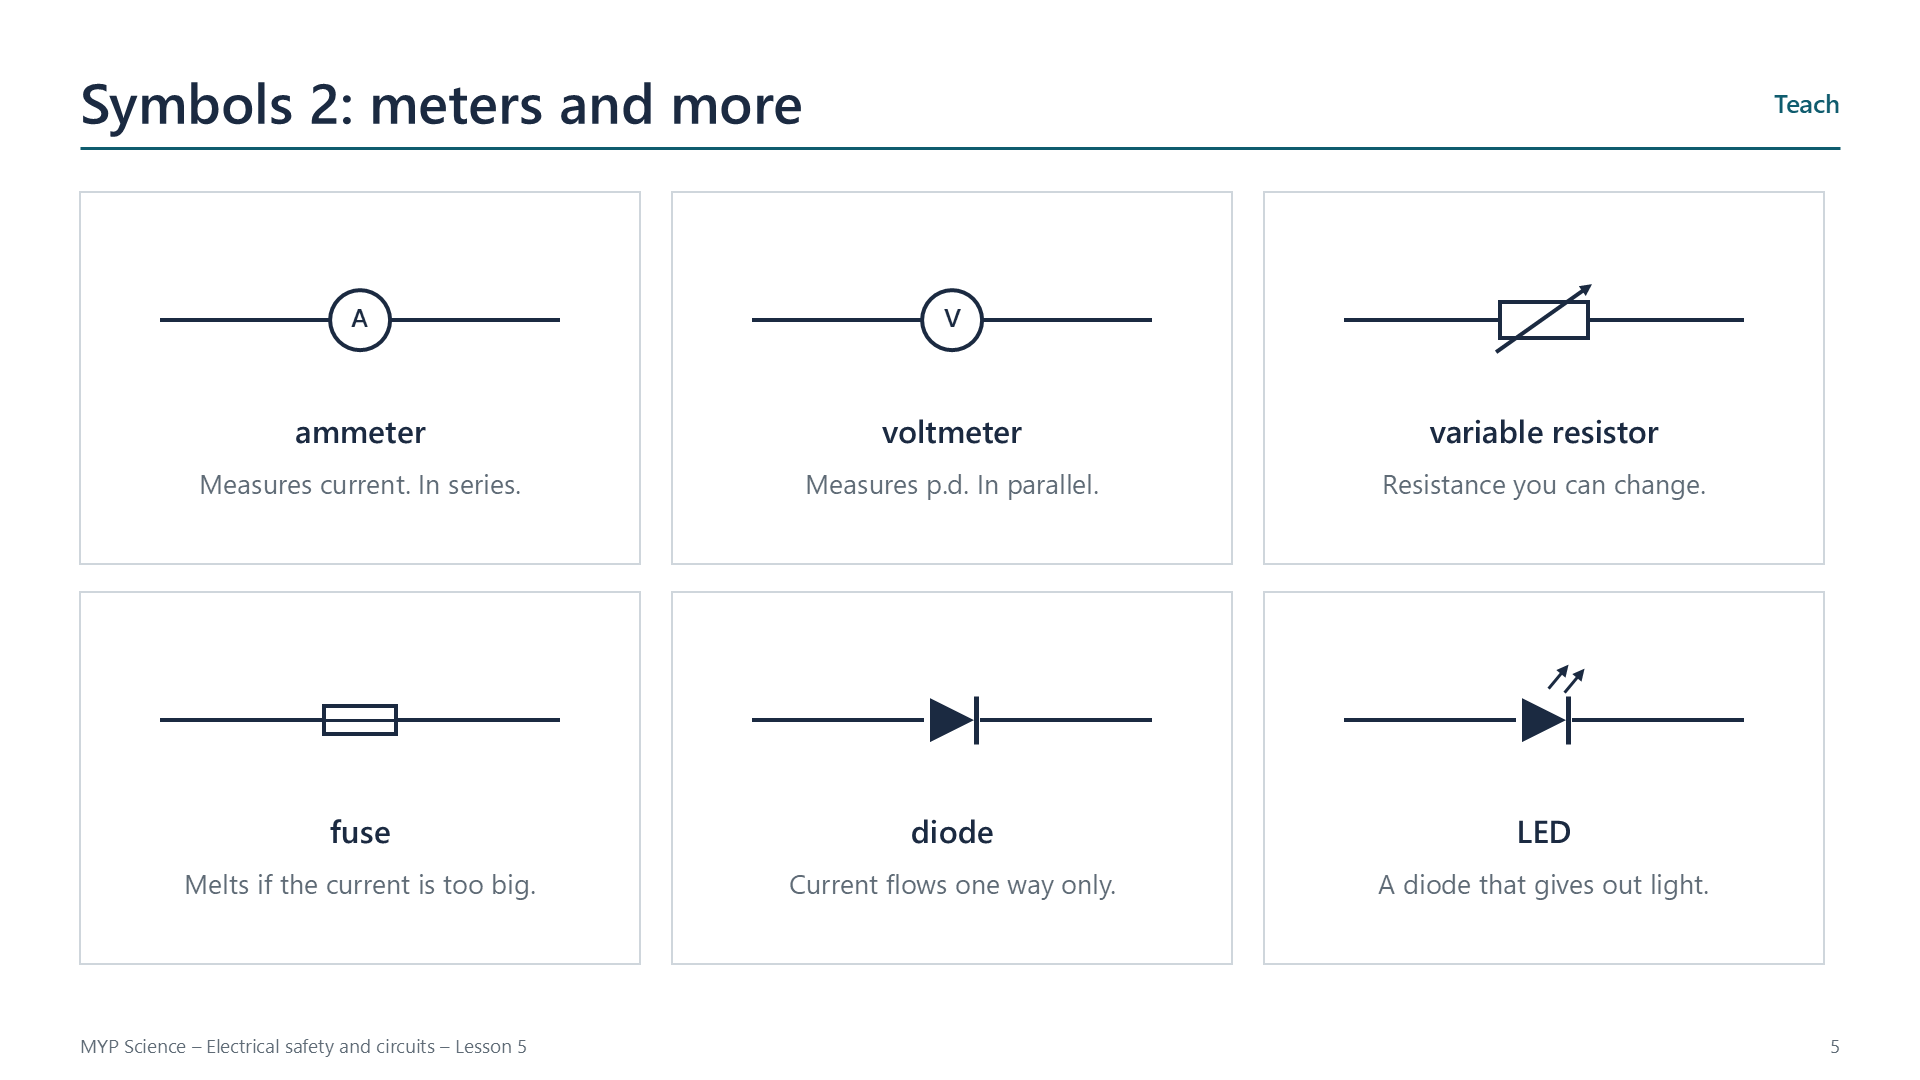 Symbols 2: meters and more
Teach
A
V
ammeter
Measures current. In series.
voltmeter
Measures p.d. In parallel.
variable resistor
Resistance you can change.
fuse
Melts if the current is too big.
diode
Current flows one way only.
LED
A diode that gives out light.
MYP Science – Electrical safety and circuits – Lesson 5
5